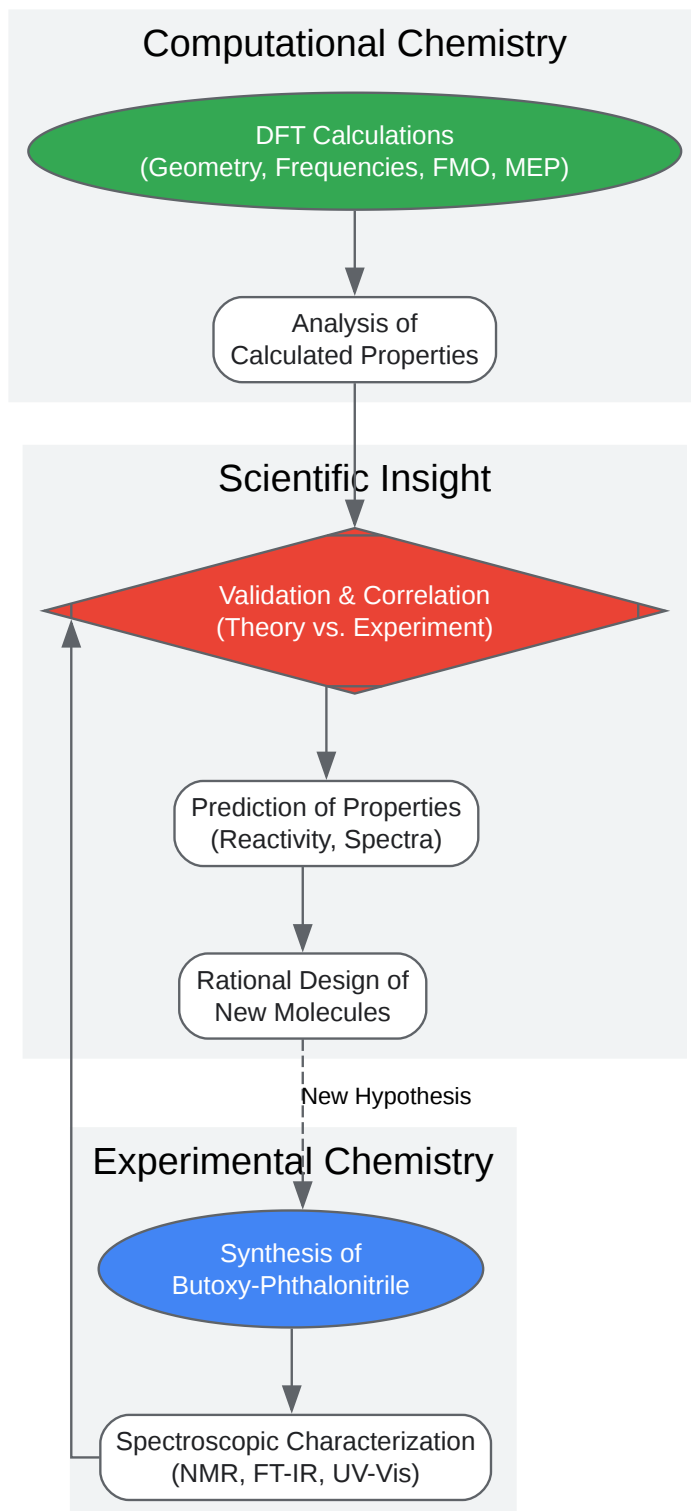 Computational Chemistry
DFT Calculations
(Geometry, Frequencies, FMO, MEP)
Analysis of
Calculated Properties
Scientific Insight
Validation & Correlation
(Theory vs. Experiment)
Prediction of Properties
(Reactivity, Spectra)
Rational Design of
New Molecules
New Hypothesis
Experimental Chemistry
Synthesis of
Butoxy-Phthalonitrile
Spectroscopic Characterization
(NMR, FT-IR, UV-Vis)